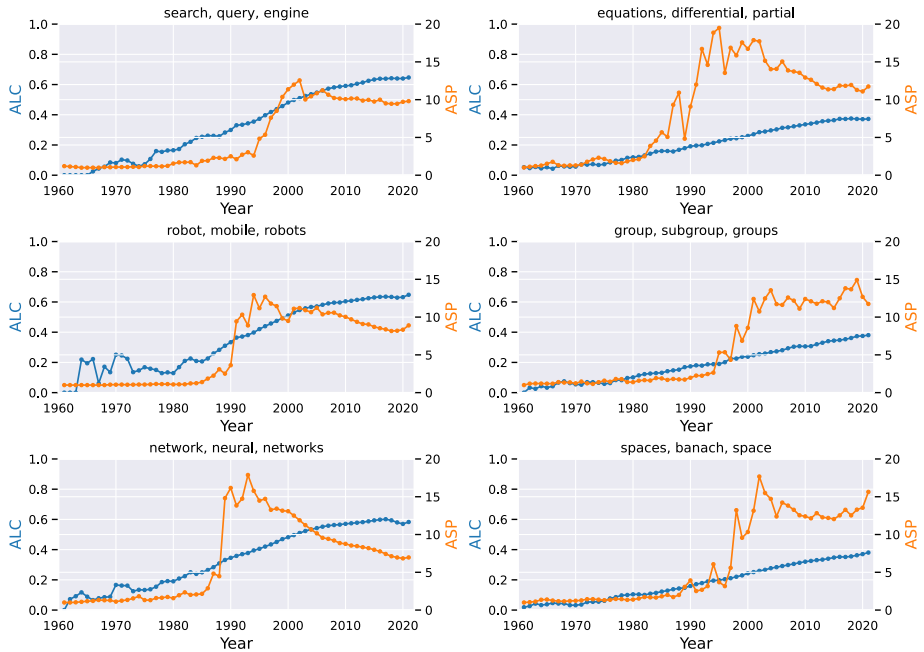 search, query, engine
1.0 0.8 0.6 0.4 0.2 0.0
ALC
20 15 10 5 0
ASP
1960 1970 1980 1990 2000 2010 2020
Year
equations, differential, partial
1.0 0.8 0.6 0.4 0.2 0.0
ALC
20 15 10 5 0
ASP
1960 1970 1980 1990 2000 2010 2020
Year
robot, mobile, robots
1.0 0.8 0.6 0.4 0.2 0.0
ALC
20 15 10 5 0
ASP
1960 1970 1980 1990 2000 2010 2020
Year
group, subgroup, groups
1.0 0.8 0.6 0.4 0.2 0.0
ALC
20 15 10 5 0
ASP
1960 1970 1980 1990 2000 2010 2020
Year
network, neural, networks
1.0 0.8 0.6 0.4 0.2 0.0
ALC
20 15 10 5 0
ASP
1960 1970 1980 1990 2000 2010 2020
Year
spaces, banach, space
1.0 0.8 0.6 0.4 0.2 0.0
ALC
20 15 10 5 0
ASP
1960 1970 1980 1990 2000 2010 2020
Year